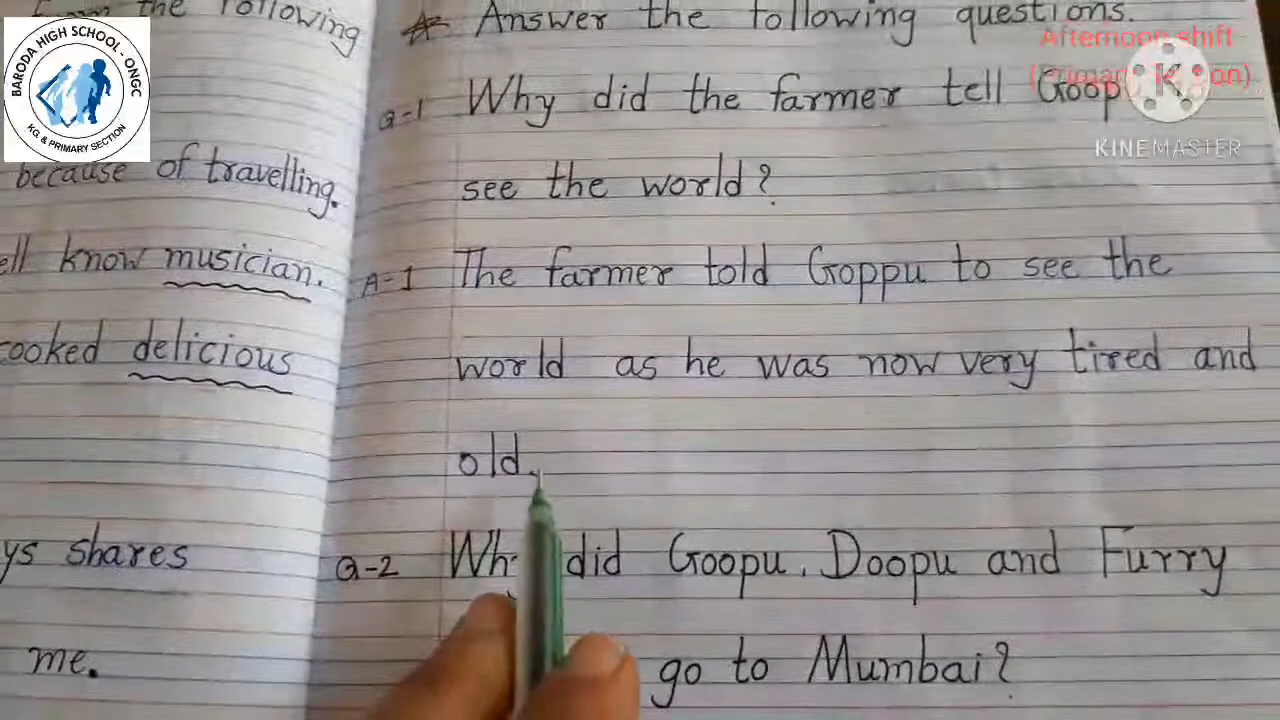 the following
because of travelling.
ell know musician.
cooked delicious
ys shares
me.
Answer the following questions.
Q-1 Why did the farmer tell Goopu
see the world?
A-1 The farmer told Goppu to see the
world as he was now very tired and
old.
Q-2 did Goopu, Doopu and Furry
go to Mumbai?
BARODA HIGH SCHOOL - ONGC
KG & PRIMARY SECTION
Afternoon shift
KINEMASTER